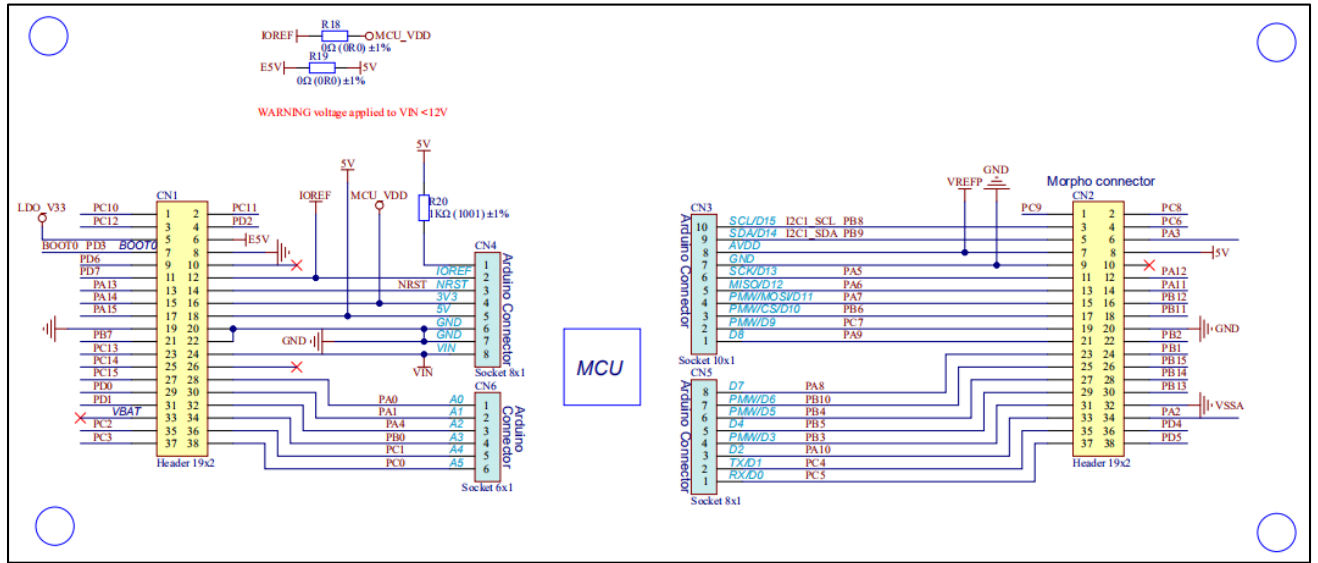 R18
IOREF MCU_VDD
0Ω (0R0) ±1%
R19
E5V 5V
0Ω (0R0) ±1%
WARNING voltage applied to VIN <12V
5V
5V
IOREF MCU_VDD
R20
1KΩ (1001) ±1%
CN1
LDO_V33
PC10 1 2 PC11
PC12 3 4 PD2
5 6 E5V
BOOT0 PD3 BOOT0 7 8
PD6 9 10
PD7 11 12
PA13 13 14
PA14 15 16
PA15 17 18
19 20
PB7 21 22
PC13 23 24
PC14 25 26
PC15 27 28
PD0 29 30
PD1 31 32
VBAT 33 34
PC2 35 36
PC3 37 38
Header 19x2
CN4
1
IOREF 2
NRST NRST 3
3V3 4
5V 5
GND 6
GND GND 7
VIN 8
VIN
Socket 8x1
Arduino Connector
CN6
PA0 A0 1
PA1 A1 2
PA4 A2 3
PB0 A3 4
PC1 A4 5
PC0 A5 6
Socket 6x1
Arduino
Connector
MCU
GND
VREFP
CN3
10 SCL/D15 I2C1_SCL PB8
9 SDA/D14 I2C1_SDA PB9
8 AVDD
7 GND
6 SCK/D13 PA5
5 MISO/D12 PA6
4 PMW/MOSI/D11 PA7
3 PMW/CS/D10 PB6
2 PMW/D9 PC7
1 D8 PA9
Socket 10x1
Arduino Connector
CN5
8 D7 PA8
7 PMW/D6 PB10
6 PMW/D5 PB4
5 D4 PB5
4 PMW/D3 PB3
3 D2 PA10
2 TX/D1 PC4
1 RX/D0 PC5
Socket 8x1
Arduino Connector
Morpho connector
CN2
PC9 1 2 PC8
3 4 PC6
5 6 PA3
7 8 5V
9 10
11 12 PA12
13 14 PA11
15 16 PB12
17 18 PB11
19 20 GND
21 22 PB2
23 24 PB1
25 26 PB15
27 28 PB14
29 30 PB13
31 32 VSSA
33 34 PA2
35 36 PD4
37 38 PD5
Header 19x2